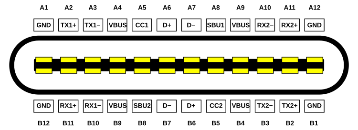 A1 A2 A3 A4 A5 A6 A7 A8 A9 A10 A11 A12
GND TX1+ TX1− VBUS CC1 D+ D− SBU1 VBUS RX2− RX2+ GND
GND RX1+ RX1− VBUS SBU2 D− D+ CC2 VBUS TX2− TX2+ GND
B12 B11 B10 B9 B8 B7 B6 B5 B4 B3 B2 B1